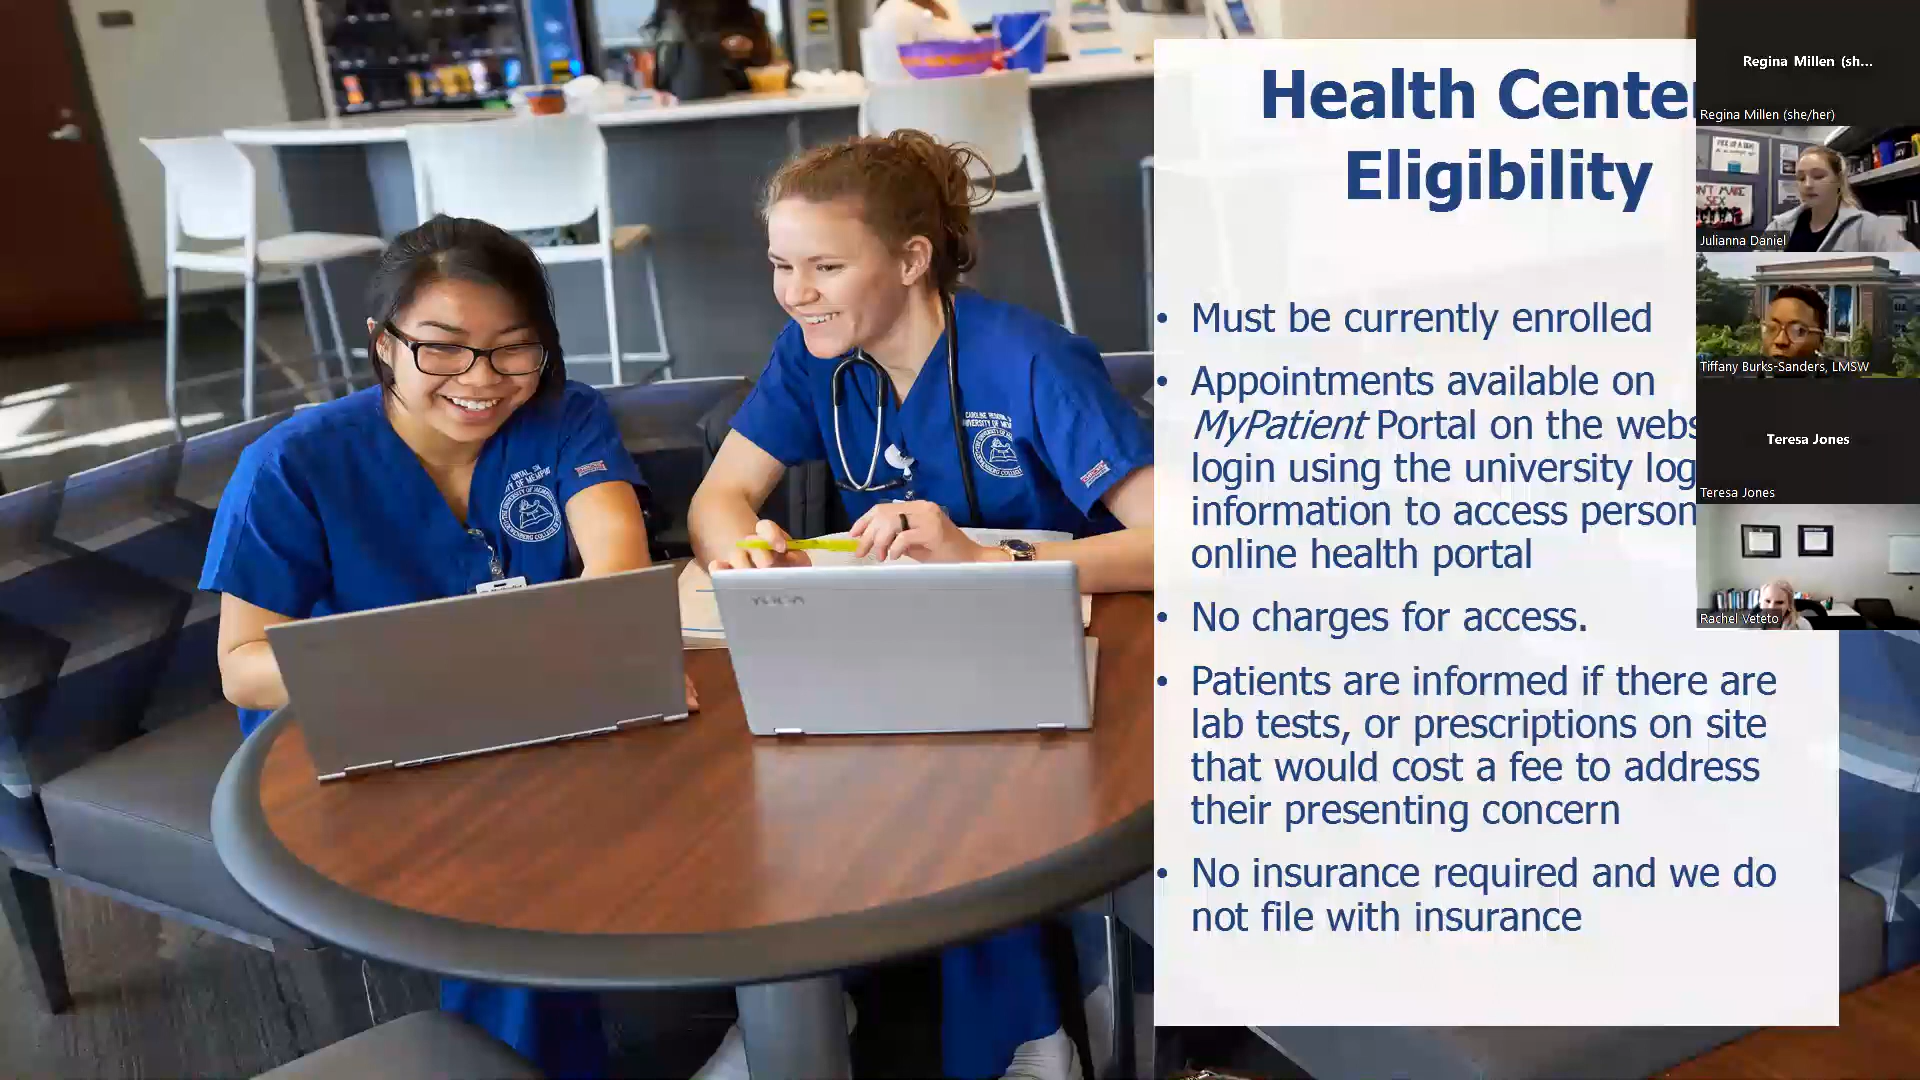 Health Cente
Eligibility
• Must be currently enrolled
• Appointments available on
MyPatient Portal on the webs
login using the university log
information to access person
online health portal
• No charges for access.
• Patients are informed if there are
lab tests, or prescriptions on site
that would cost a fee to address
their presenting concern
• No insurance required and we do
not file with insurance
Regina Millen (sh...
Regina Millen (she/her)
Julianna Daniel
Tiffany Burks-Sanders, LMSW
Teresa Jones
Teresa Jones
Rachel Veteto
YOGA